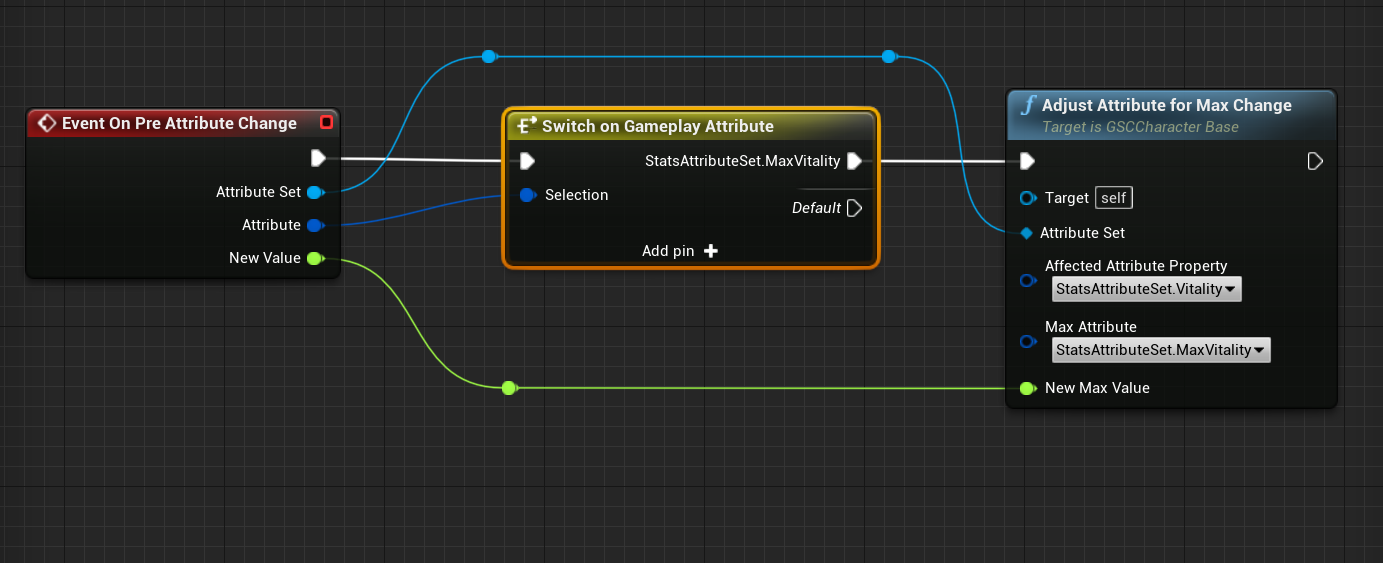 Event On Pre Attribute Change
Attribute Set
Attribute
New Value
Switch on Gameplay Attribute
StatsAttributeSet.MaxVitality
Selection
Default
Add pin
f Adjust Attribute for Max Change
Target is GSCCharacter Base
Target self
Attribute Set
Affected Attribute Property
StatsAttributeSet.Vitality
Max Attribute
StatsAttributeSet.MaxVitality
New Max Value